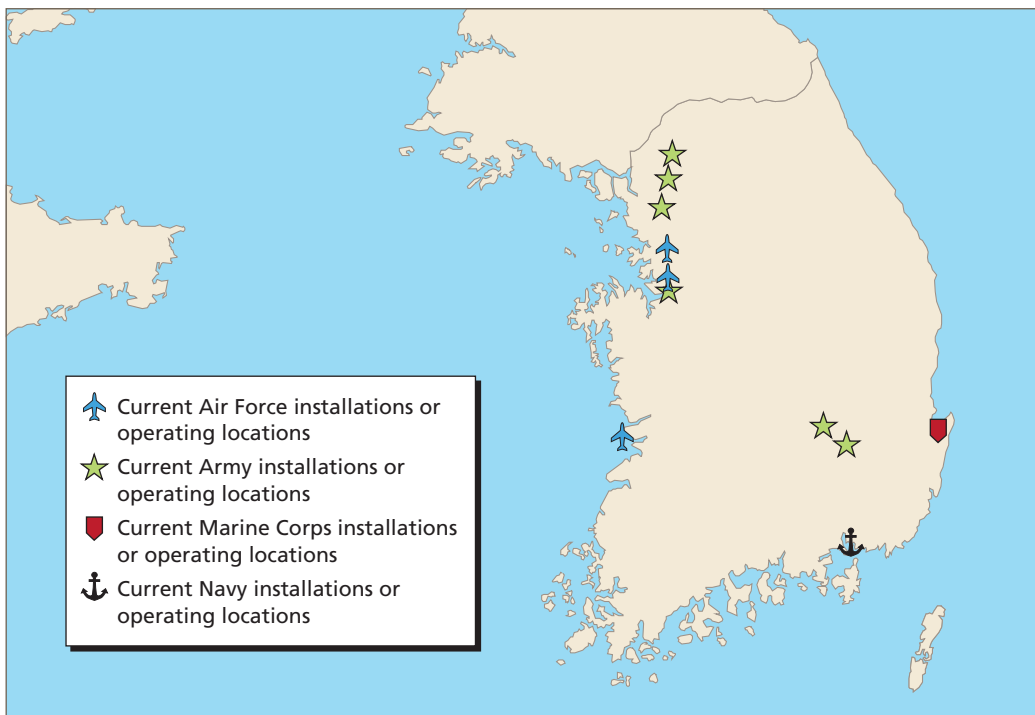 Current Air Force installations or
operating locations
Current Army installations or
operating locations
Current Marine Corps installations
or operating locations
Current Navy installations or
operating locations